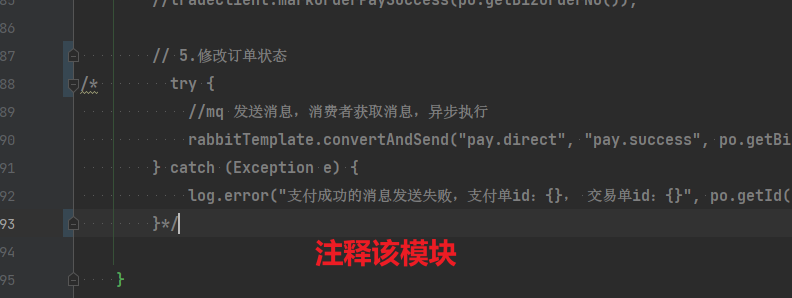 //tradeClient.markOrderPaySuccess(po.getBizOrderNo());
86
87 // 5.修改订单状态
88 /* try {
89 //mq 发送消息，消费者获取消息，异步执行
90 rabbitTemplate.convertAndSend("pay.direct", "pay.success", po.getBi
91 } catch (Exception e) {
92 log.error("支付成功的消息发送失败，支付单id：{}， 交易单id：{}", po.getId(
93 }*/
94
注释该模块
95 }